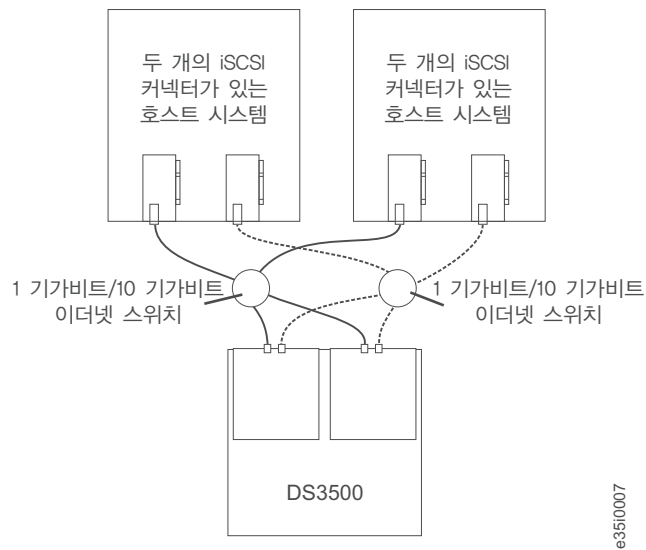 두 개의 iSCSI
커넥터가 있는
호스트 시스템
두 개의 iSCSI
커넥터가 있는
호스트 시스템
1 기가비트/10 기가비트
이더넷 스위치
1 기가비트/10 기가비트
이더넷 스위치
DS3500
e35i0007